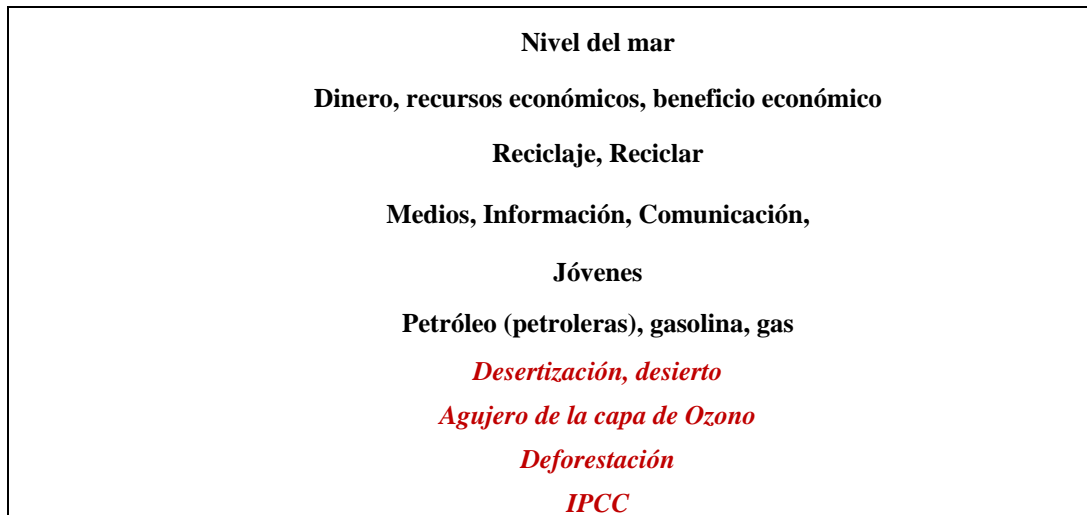 Nivel del mar
Dinero, recursos económicos, beneficio económico
Reciclaje, Reciclar
Medios, Información, Comunicación,
Jóvenes
Petróleo (petroleras), gasolina, gas
Desertización, desierto
Agujero de la capa de Ozono
Deforestación
IPCC